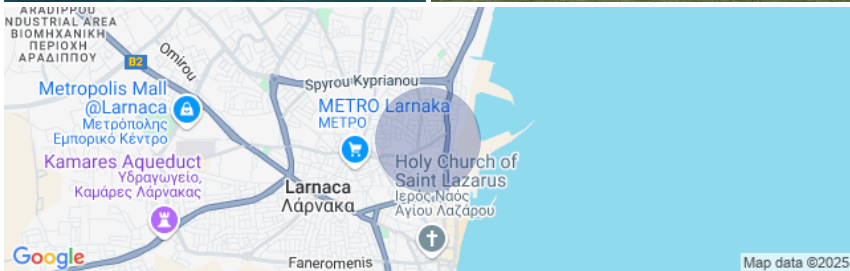 ARADIPPOU
INDUSTRIAL AREA
ΒΙΟΜΗΧΑΝΙΚΗ
ΠΕΡΙΟΧΗ
ΑΡΑΔΙΠΠΟΥ
B2
Omirou
Spyrou Kyprianou
Metropolis Mall
@Larnaca
Μετρόπολης
Εμπορικό Κέντρο
METRO Larnaka
ΜΕΤΡΟ
Kamares Aqueduct
Υδραγωγείο,
Καμάρες Λάρνακας
Holy Church of
Saint Lazarus
Ιερός Ναός
Αγίου Λαζάρου
Larnaca
Λάρνακα
Faneromenis
Google
Map data ©2025